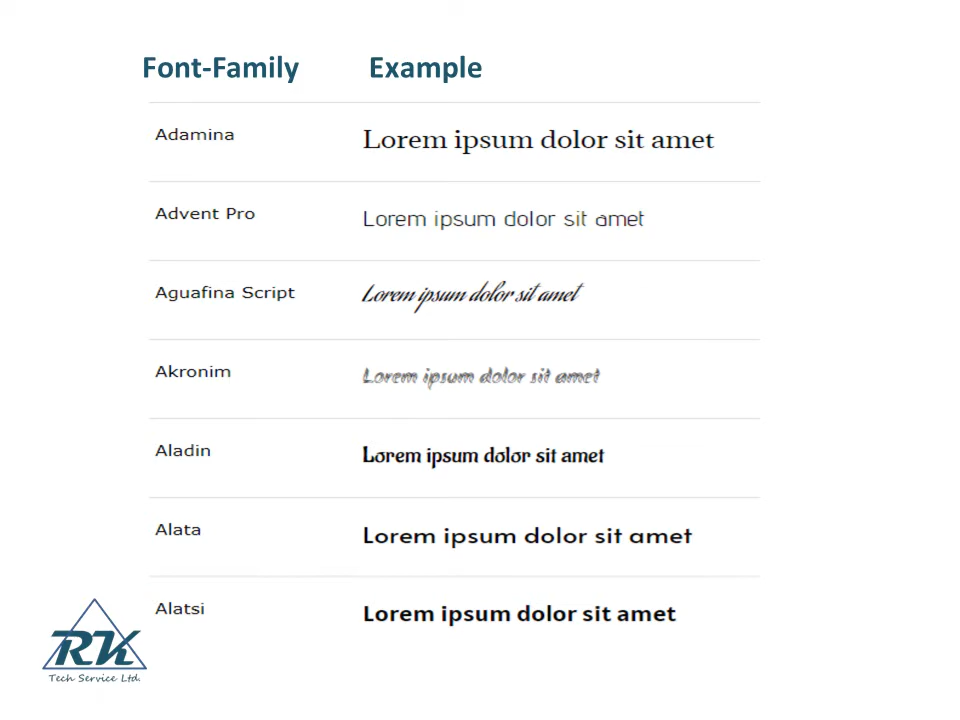 Font-Family Example
Adamina Lorem ipsum dolor sit amet
Advent Pro Lorem ipsum dolor sit amet
Aguafina Script Lorem ipsum dolor sit amet
Akronim Lorem ipsum dolor sit amet
Aladin Lorem ipsum dolor sit amet
Alata Lorem ipsum dolor sit amet
Alatsi Lorem ipsum dolor sit amet
RK
Tech Service Ltd.